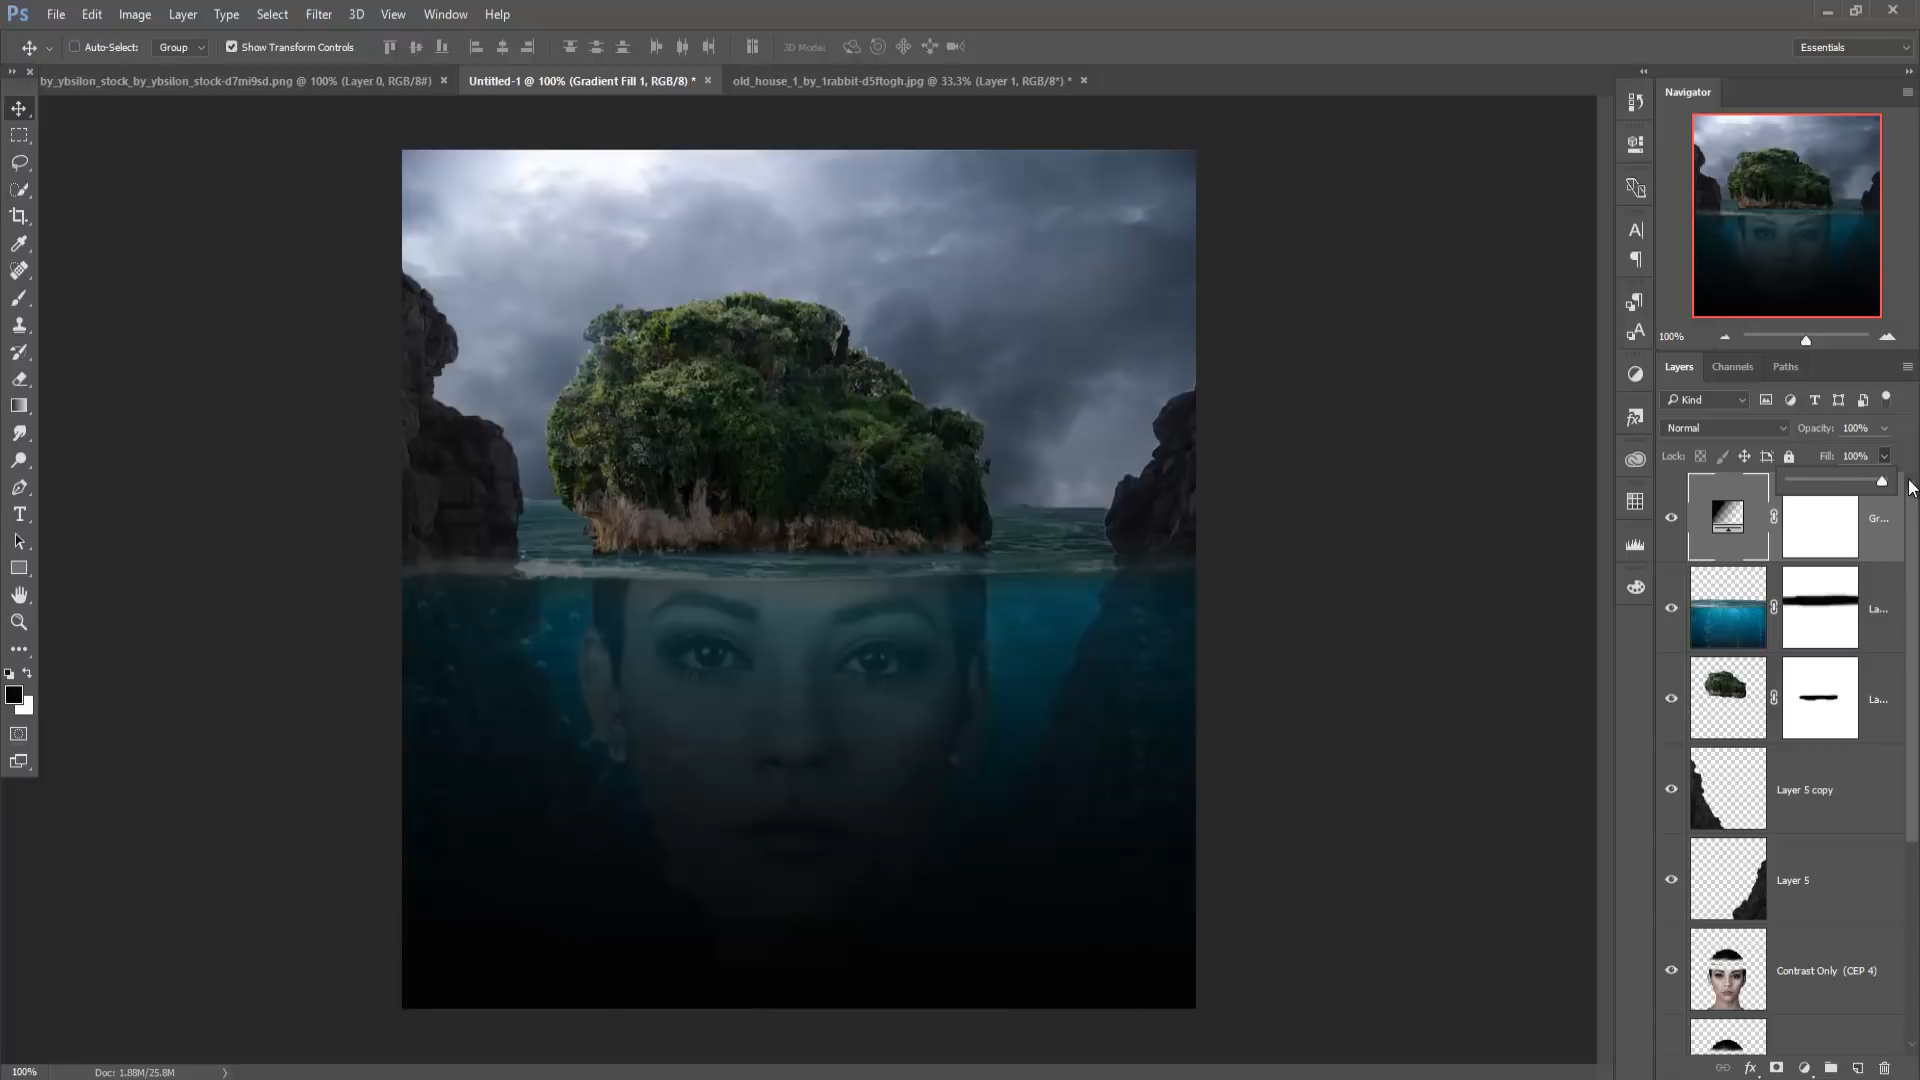 Ps File Edit Image Layer Type Select Filter 3D View Window Help
Auto-Select: Group Show Transform Controls 3D Mode: Essentials
by_ybsilon_stock_by_ybsilon_stock-d7mi9sd.png @ 100% (Layer 0, RGB/8#) Untitled-1 @ 100% (Gradient Fill 1, RGB/8) * old_house_1_by_1rabbit-d5ftogh.jpg @ 33.3% (Layer 1, RGB/8*) *
Navigator
100%
Layers Channels Paths
Kind
Normal Opacity: 100%
Lock: Fill: 100%
Gr...
La...
La...
Layer 5 copy
Layer 5
Contrast Only (CEP 4)
100% Doc: 1.88M/25.8M